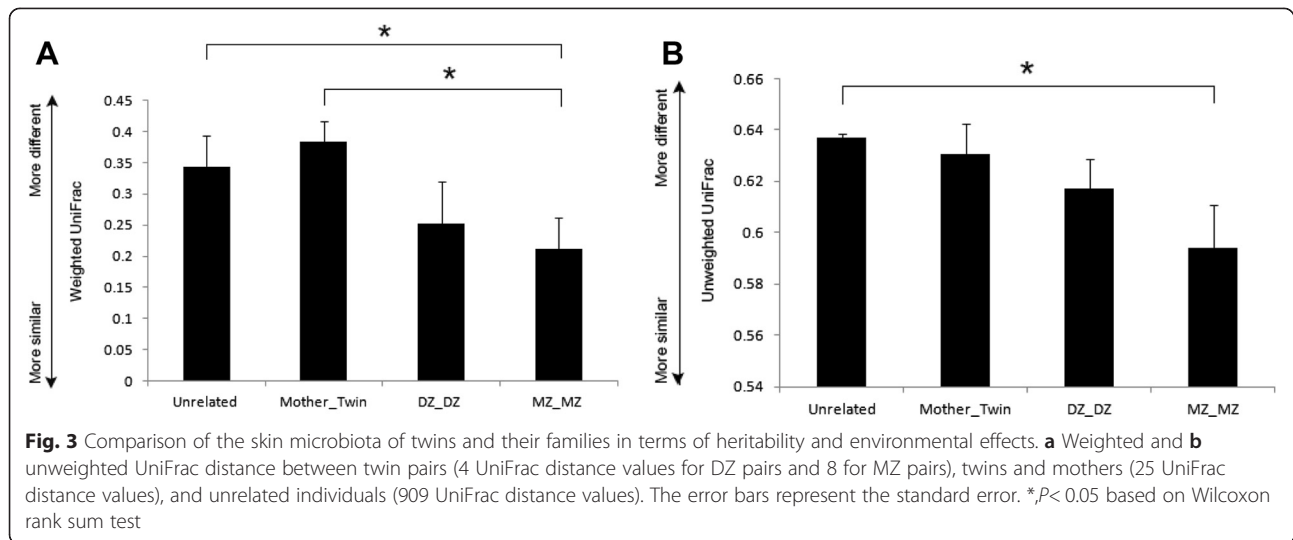 A
*
*
More different
More similar
Weighted UniFrac
0.45
0.4
0.35
0.3
0.25
0.2
0.15
0.1
0.05
0
Unrelated
Mother_Twin
DZ_DZ
MZ_MZ
B
*
More different
More similar
Unweighted UniFrac
0.66
0.64
0.62
0.6
0.58
0.56
0.54
Unrelated
Mother_Twin
DZ_DZ
MZ_MZ
Fig. 3 Comparison of the skin microbiota of twins and their families in terms of heritability and environmental effects. a Weighted and b
unweighted UniFrac distance between twin pairs (4 UniFrac distance values for DZ pairs and 8 for MZ pairs), twins and mothers (25 UniFrac
distance values), and unrelated individuals (909 UniFrac distance values). The error bars represent the standard error. *,P< 0.05 based on Wilcoxon
rank sum test